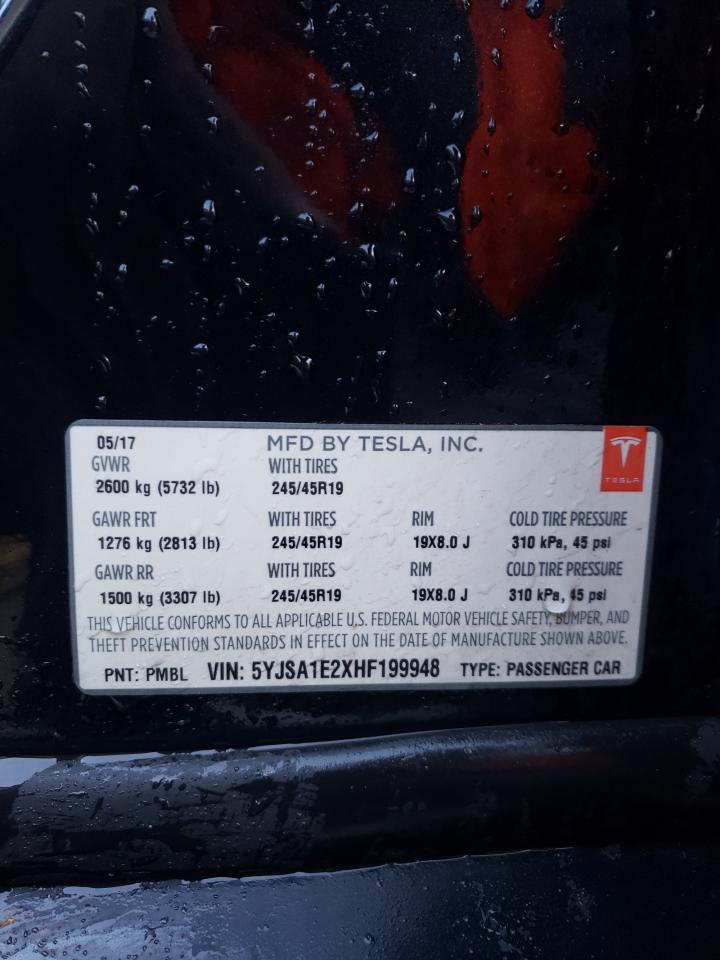 05/17 MFD BY TESLA, INC.
TESLA
GVWR WITH TIRES
2600 kg (5732 lb) 245/45R19
GAWR FRT WITH TIRES RIM COLD TIRE PRESSURE
1276 kg (2813 lb) 245/45R19 19X8.0 J 310 kPa, 45 psi
GAWR RR WITH TIRES RIM COLD TIRE PRESSURE
1500 kg (3307 lb) 245/45R19 19X8.0 J 310 kPa, 45 psi
THIS VEHICLE CONFORMS TO ALL APPLICABLE U.S. FEDERAL MOTOR VEHICLE SAFETY, BUMPER, AND
THEFT PREVENTION STANDARDS IN EFFECT ON THE DATE OF MANUFACTURE SHOWN ABOVE.
PNT: PMBL VIN: 5YJSA1E2XHF199948 TYPE: PASSENGER CAR